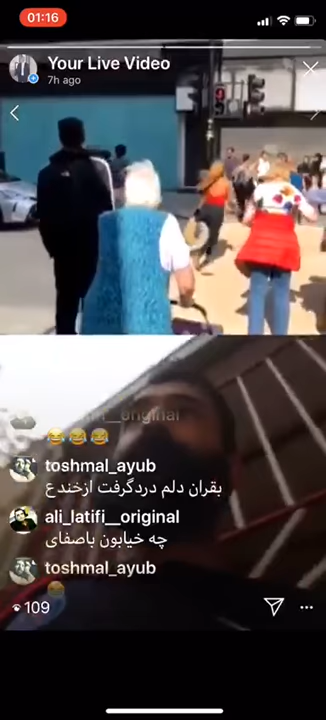 01:16
Your Live Video
7h ago
😂😂😂
toshmal_ayub
بقران دلم دردگرفت ازخندع
ali_latifi__original
چه خیابون باصفای
toshmal_ayub
😂
109